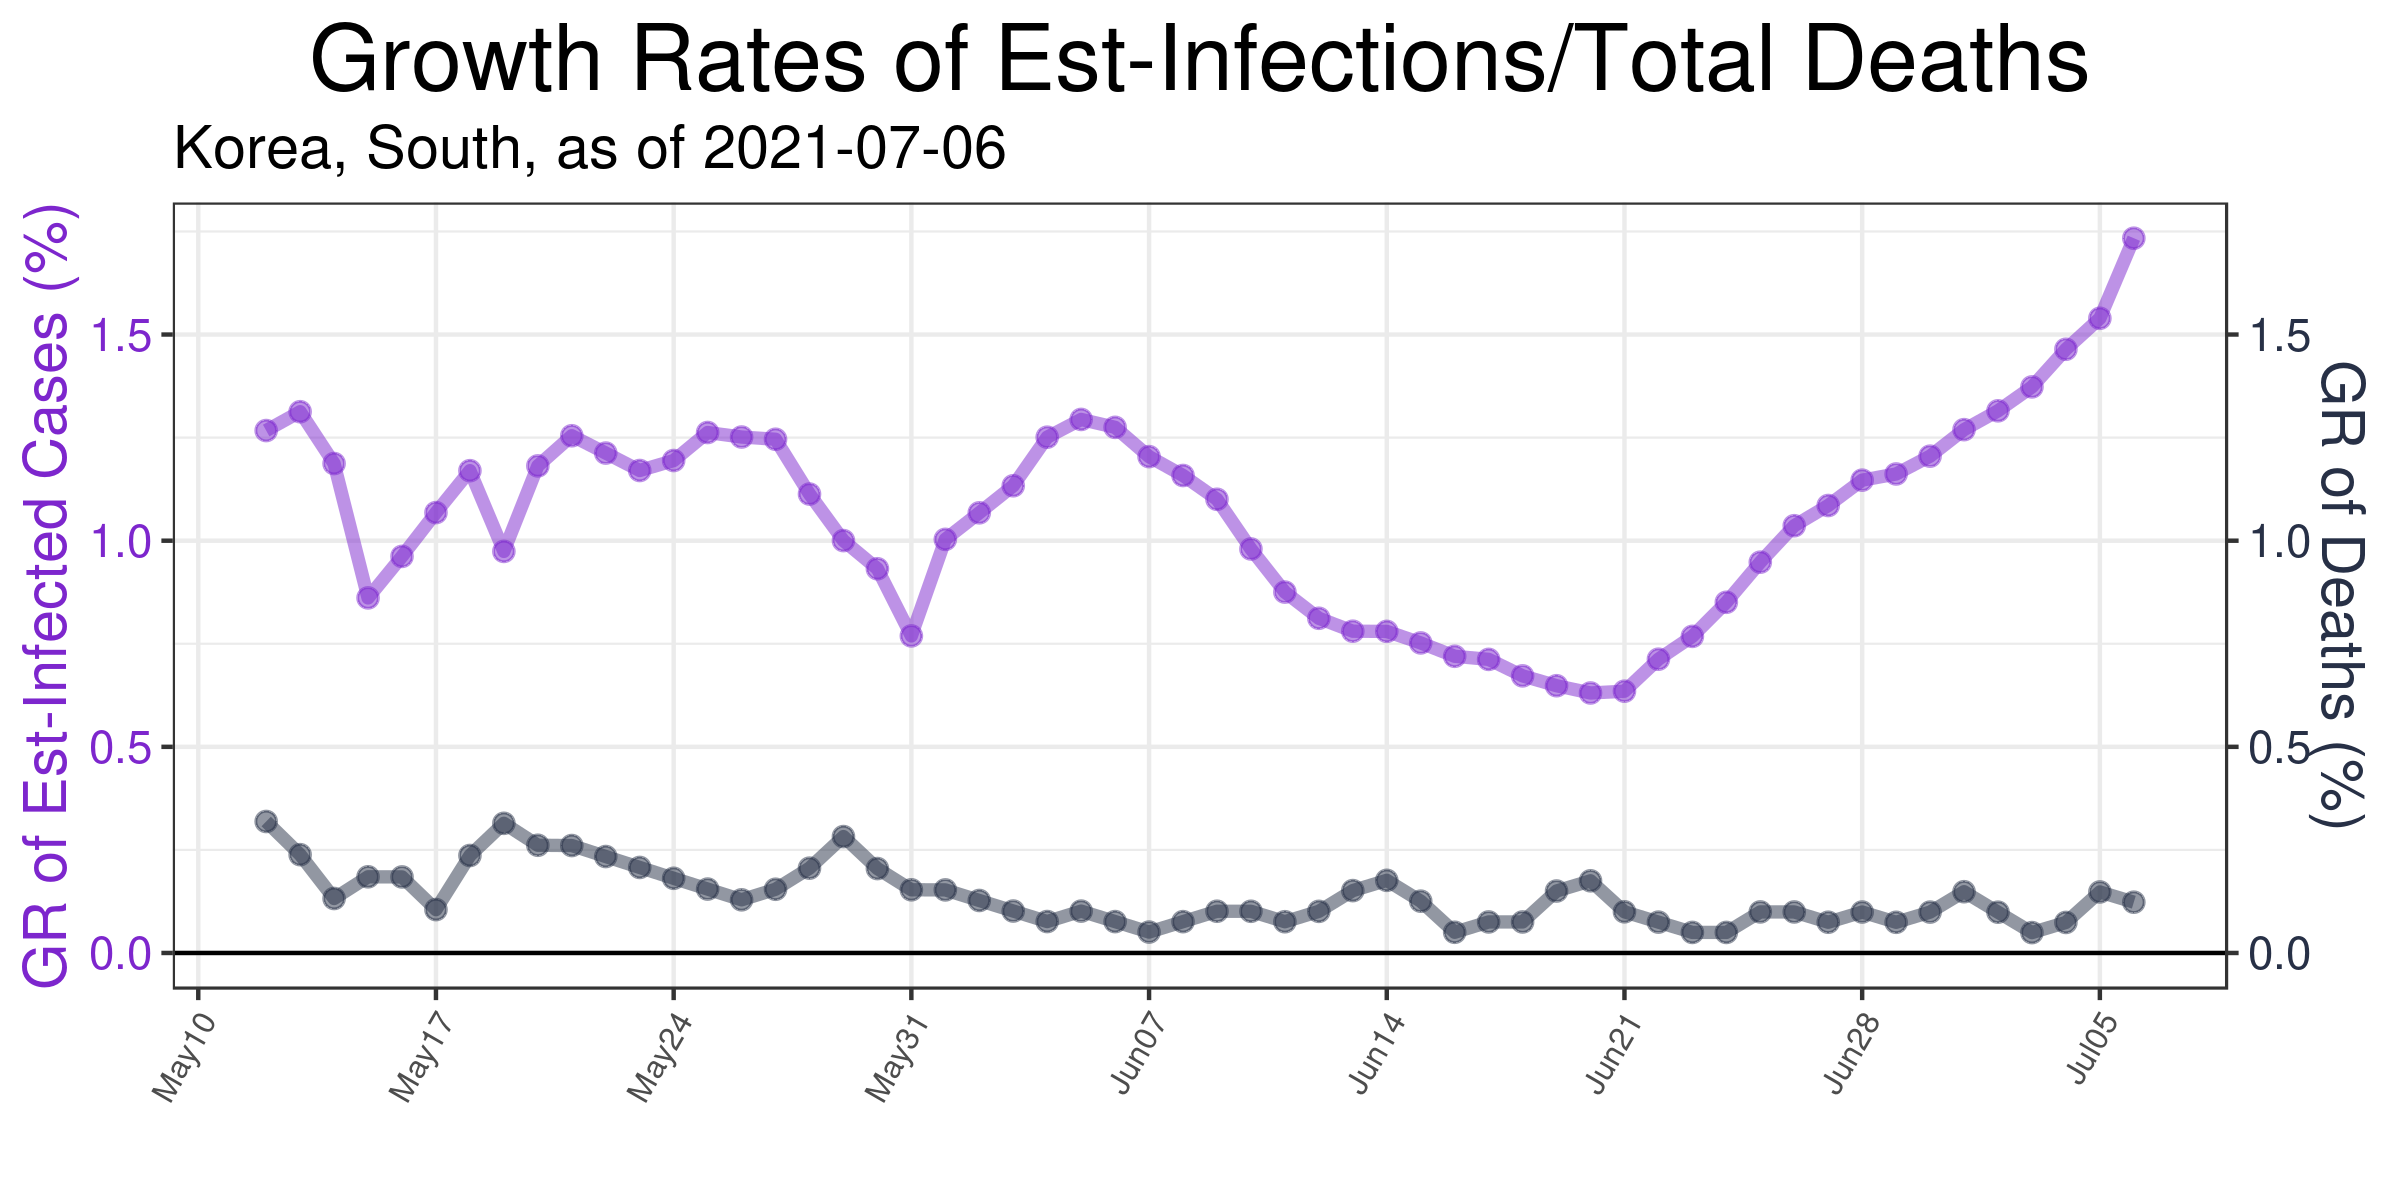 Growth Rates of Est-Infections/Total Deaths
Korea, South, as of 2021-07-06
GR of Est-Infected Cases (%)
1.5
1.0
0.5
0.0
1.5
1.0
0.5
0.0
GR of Deaths (%)
May10
May17
May24
May31
Jun07
Jun14
Jun21
Jun28
Jul05